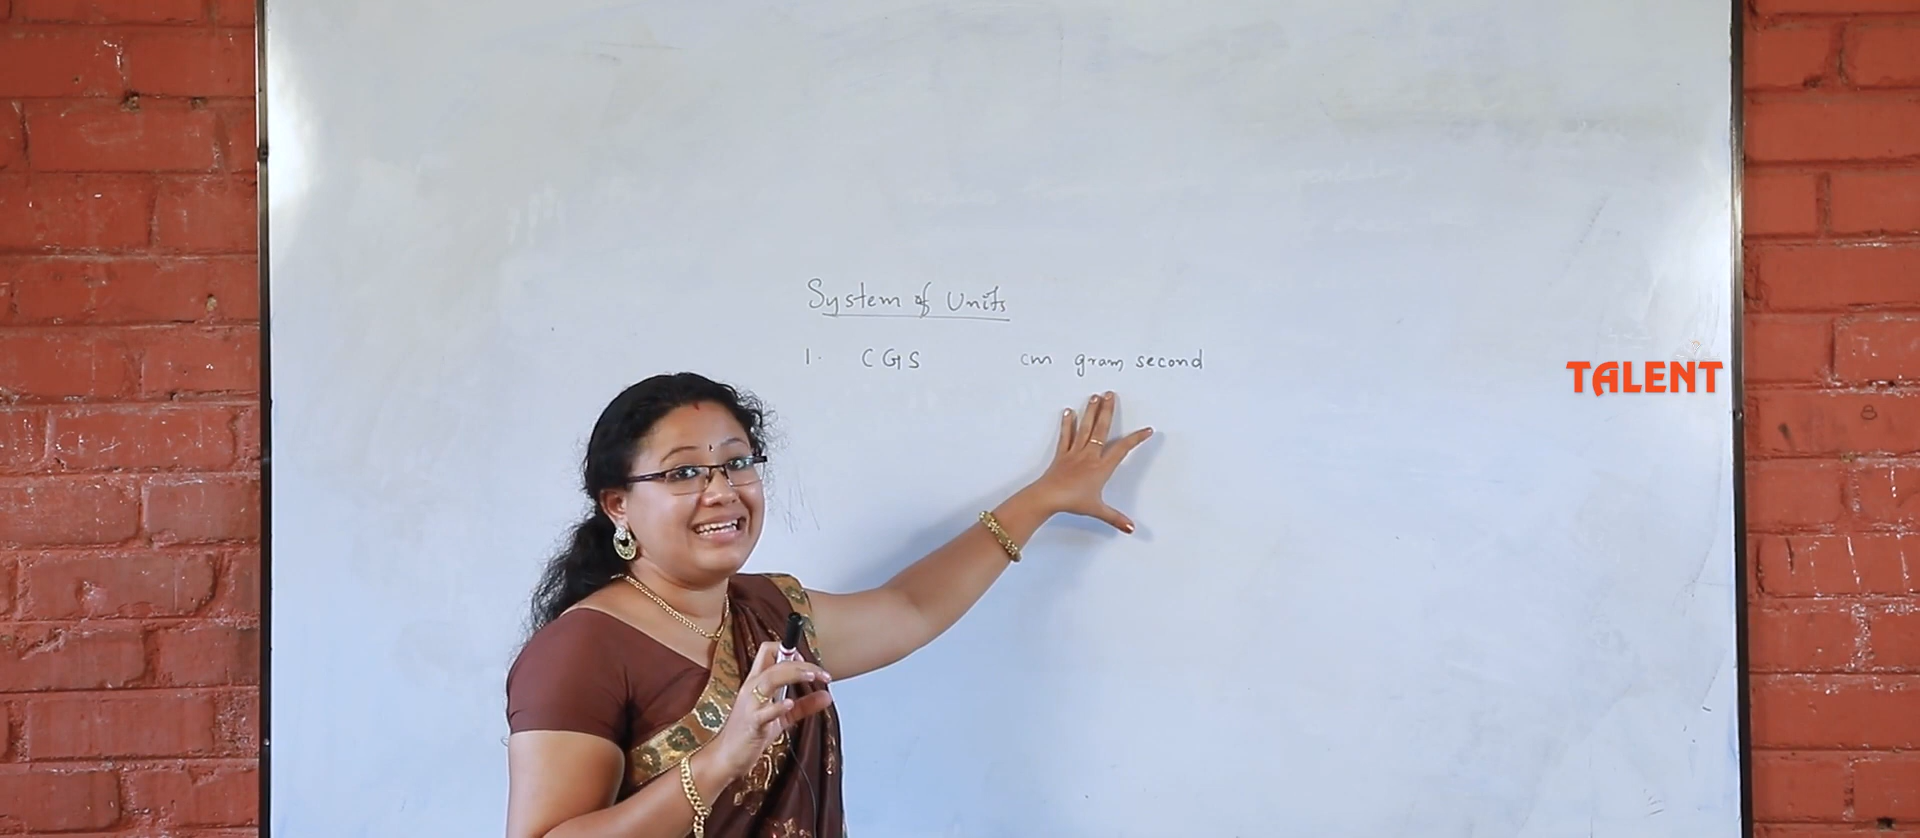 System of Units
1. CGS cm gram second
TALENT